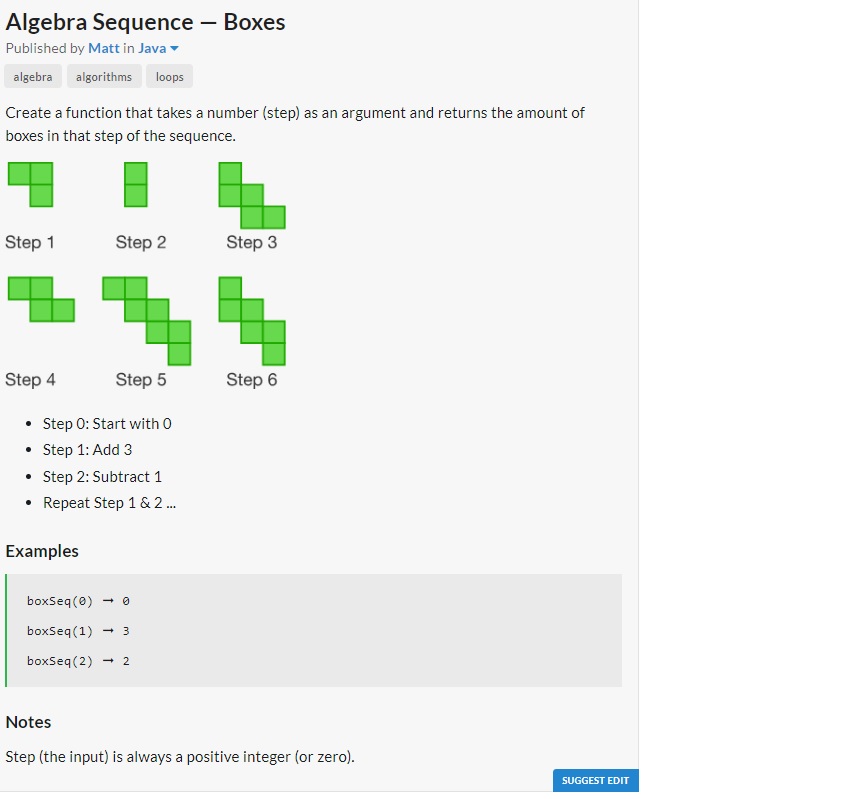 Algebra Sequence — Boxes
Published by Matt in Java
algebra algorithms loops
Create a function that takes a number (step) as an argument and returns the amount of
boxes in that step of the sequence.
Step 1 Step 2 Step 3
Step 4 Step 5 Step 6
• Step 0: Start with 0
• Step 1: Add 3
• Step 2: Subtract 1
• Repeat Step 1 & 2 ...
Examples
boxSeq(0) → 0
boxSeq(1) → 3
boxSeq(2) → 2
Notes
Step (the input) is always a positive integer (or zero).
SUGGEST EDIT